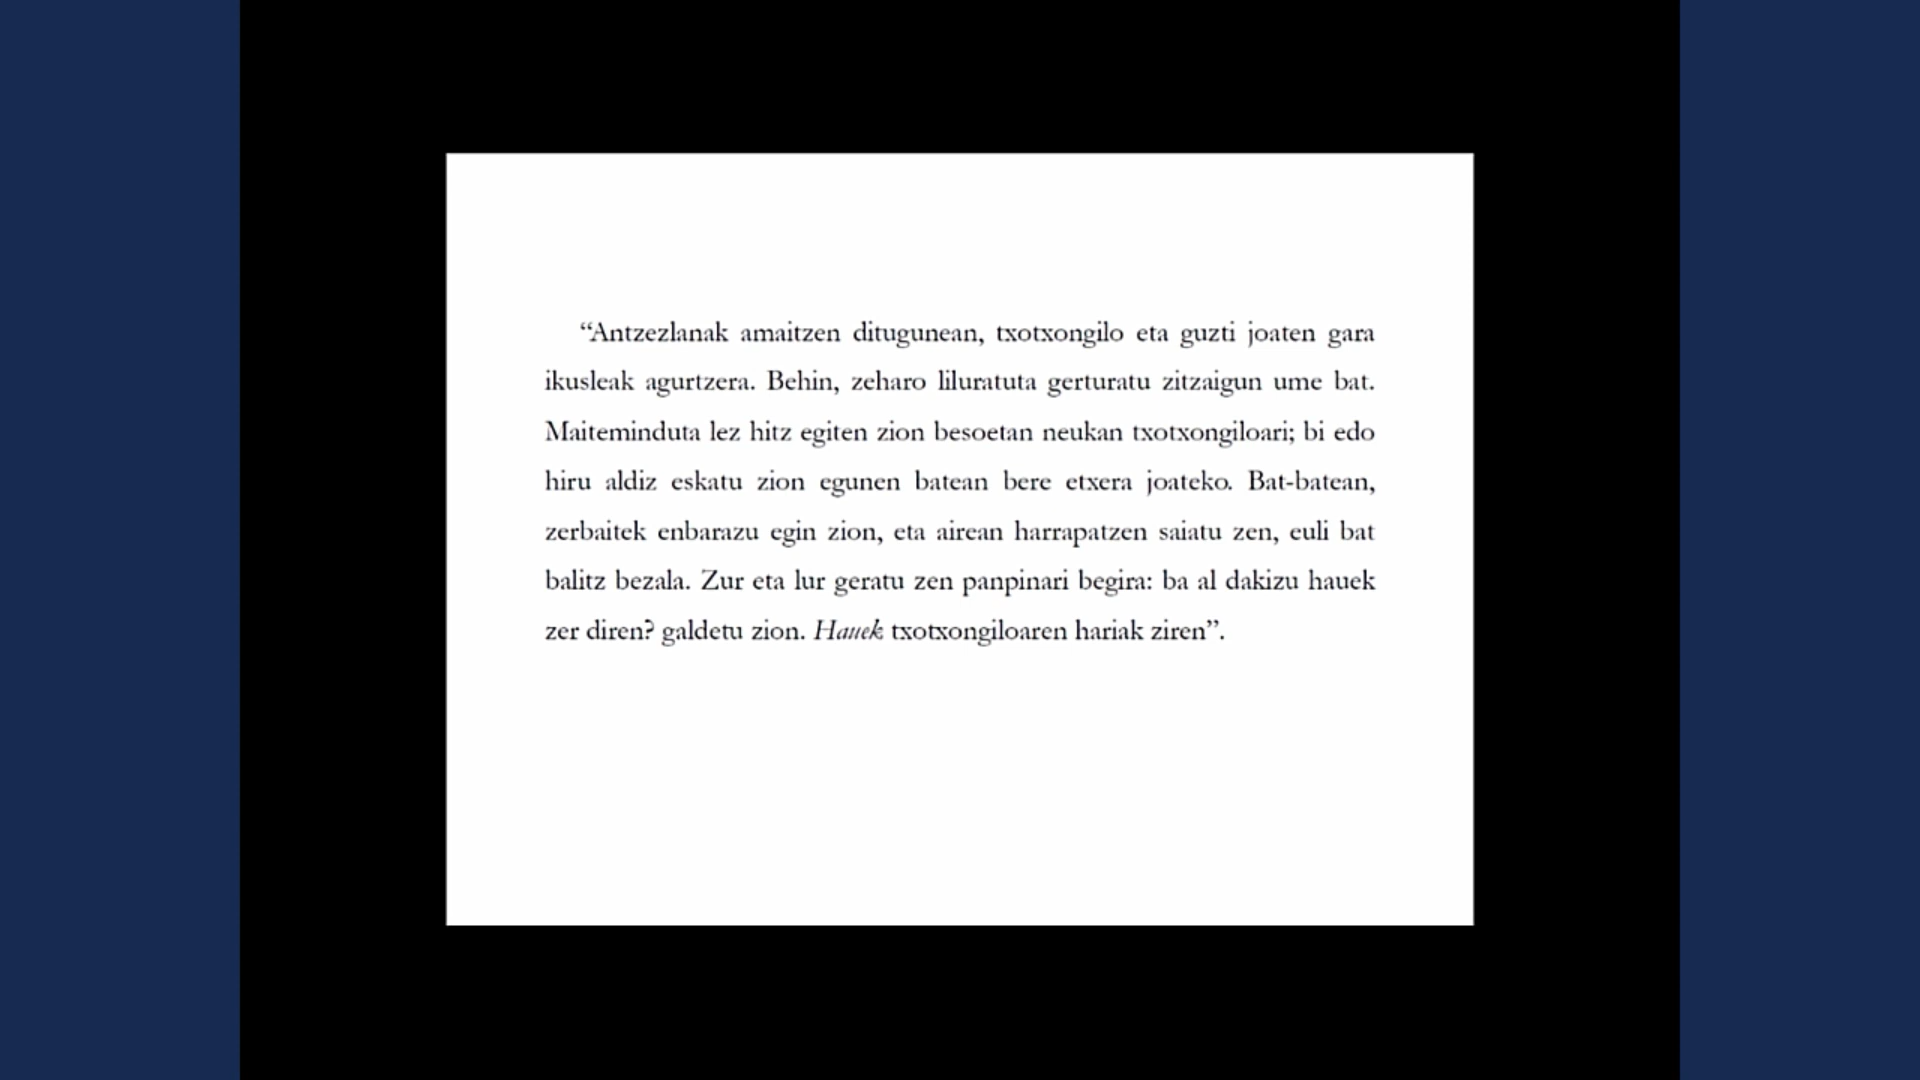 “Antzezlanak amaitzen ditugunean, txotxongilo eta guzti joaten gara
ikusleak agurtzera. Behin, zeharo liluratuta gerturatu zitzaigun ume bat.
Maiteminduta lez hitz egiten zion besoetan neukan txotxongiloari; bi edo
hiru aldiz eskatu zion egunen batean bere etxera joateko. Bat-batean,
zerbaitek enbarazu egin zion, eta airean harrapatzen saiatu zen, euli bat
balitz bezala. Zur eta lur geratu zen panpinari begira: ba al dakizu hauek
zer diren? galdetu zion. Hauek txotxongiloaren hariak ziren”.